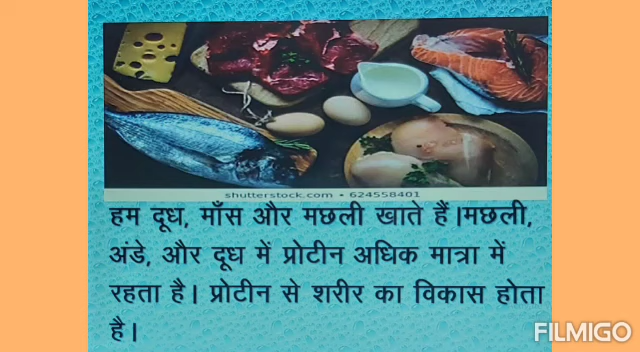 shutterstock.com • 624558401
हम दूध, माँस और मछली खाते हैं।मछली,
अंडे, और दूध में प्रोटीन अधिक मात्रा में
रहता है। प्रोटीन से शरीर का विकास होता
है।
FILMIGO